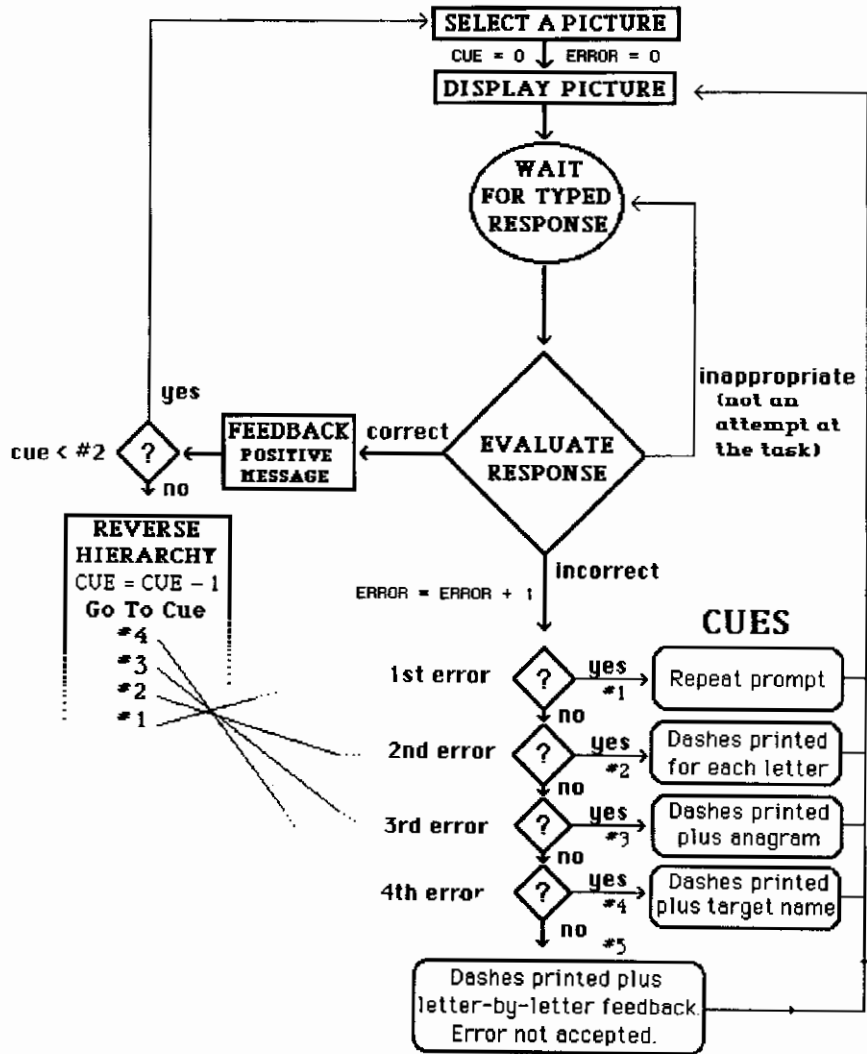 SELECT A PICTURE
CUE = 0 ERROR = 0
DISPLAY PICTURE
WAIT
FOR TYPED
RESPONSE
inappropriate
(not an
attempt at
the task)
EVALUATE
RESPONSE
correct
FEEDBACK
POSITIVE
MESSAGE
yes
cue < #2
?
no
REVERSE
HIERARCHY
CUE = CUE - 1
Go To Cue
#4
#3
#2
#1
incorrect
ERROR = ERROR + 1
CUES
1st error
?
yes
#1
Repeat prompt
no
2nd error
?
yes
#2
Dashes printed
for each letter
no
3rd error
?
yes
#3
Dashes printed
plus anagram
no
4th error
?
yes
#4
Dashes printed
plus target name
no
#5
Dashes printed plus
letter-by-letter feedback.
Error not accepted.